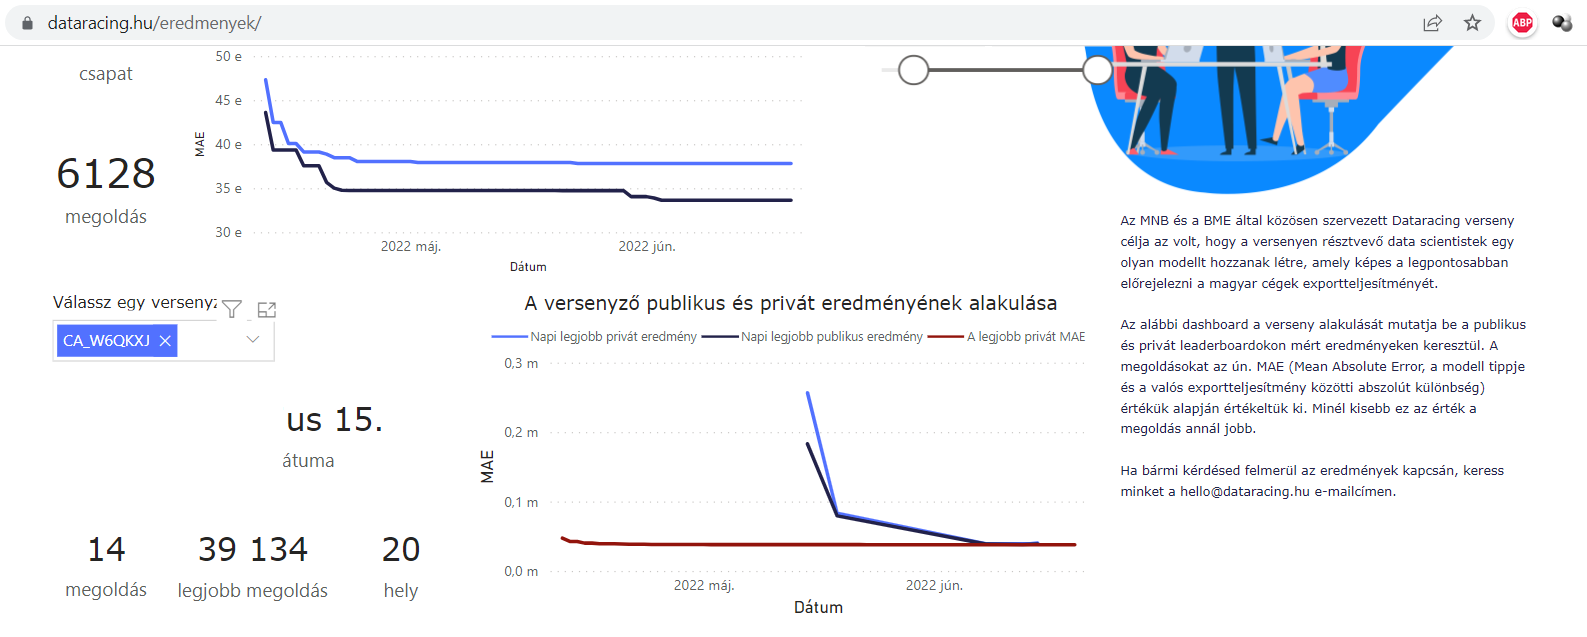 dataracing.hu/eredmenyek/
ABP
csapat
6128
megoldás
50 e
45 e
40 e
35 e
30 e
MAE
2022 máj.
2022 jún.
Dátum
Válassz egy versenyz
CA_W6QKXJ
us 15.
átuma
14
megoldás
39 134
legjobb megoldás
20
hely
A versenyző publikus és privát eredményének alakulása
Napi legjobb privát eredmény
Napi legjobb publikus eredmény
A legjobb privát MAE
0,3 m
0,2 m
0,1 m
0,0 m
MAE
2022 máj.
2022 jún.
Dátum
Az MNB és a BME által közösen szervezett Dataracing verseny
célja az volt, hogy a versenyen résztvevő data scientistek egy
olyan modellt hozzanak létre, amely képes a legpontosabban
előrejelezni a magyar cégek exportteljesítményét.
Az alábbi dashboard a verseny alakulását mutatja be a publikus
és privát leaderboardokon mért eredményeken keresztül. A
megoldásokat az ún. MAE (Mean Absolute Error, a modell tippje
és a valós exportteljesítmény közötti abszolút különbség)
értékük alapján értékeltük ki. Minél kisebb ez az érték a
megoldás annál jobb.
Ha bármi kérdésed felmerül az eredmények kapcsán, keress
minket a hello@dataracing.hu e-mailcímen.